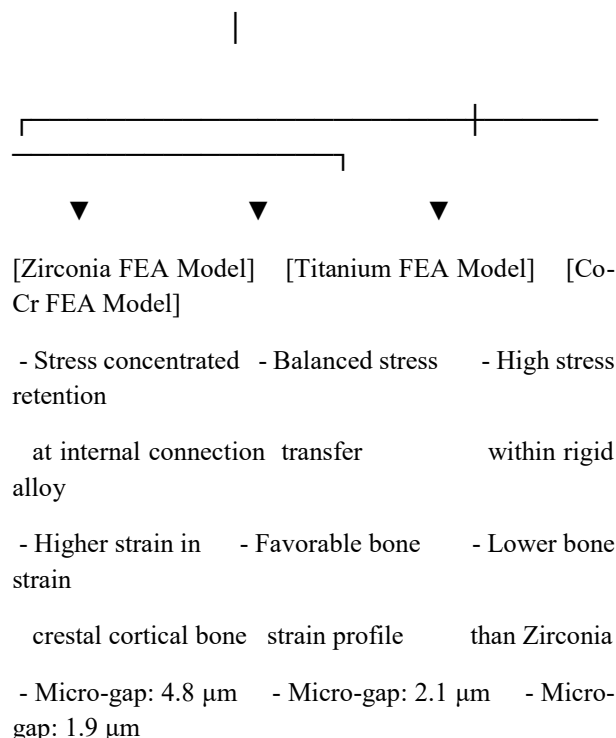 [Zirconia FEA Model] [Titanium FEA Model] [Co-
Cr FEA Model]
- Stress concentrated - Balanced stress - High stress
retention
at internal connection transfer within rigid
alloy
- Higher strain in - Favorable bone - Lower bone
strain
crestal cortical bone strain profile than Zirconia
- Micro-gap: 4.8 μm - Micro-gap: 2.1 μm - Micro-
gap: 1.9 μm